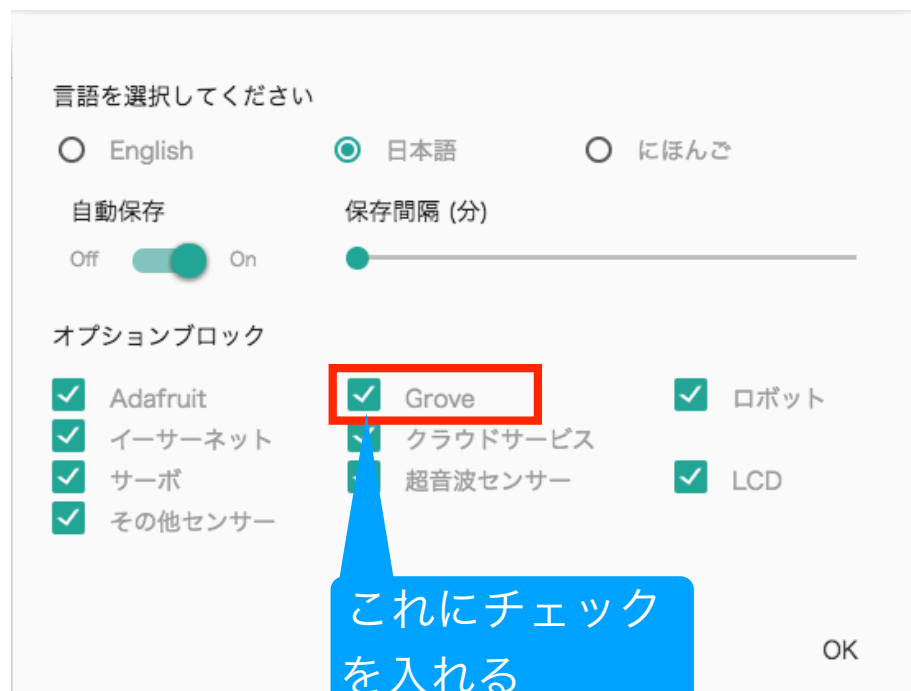 言語を選択してください
English 日本語 にほんご
自動保存 保存間隔 (分)
Off On
オプションブロック
Adafruit Grove ロボット
イーサーネット クラウドサービス
サーボ 超音波センサー LCD
その他センサー
これにチェック
を入れる
OK